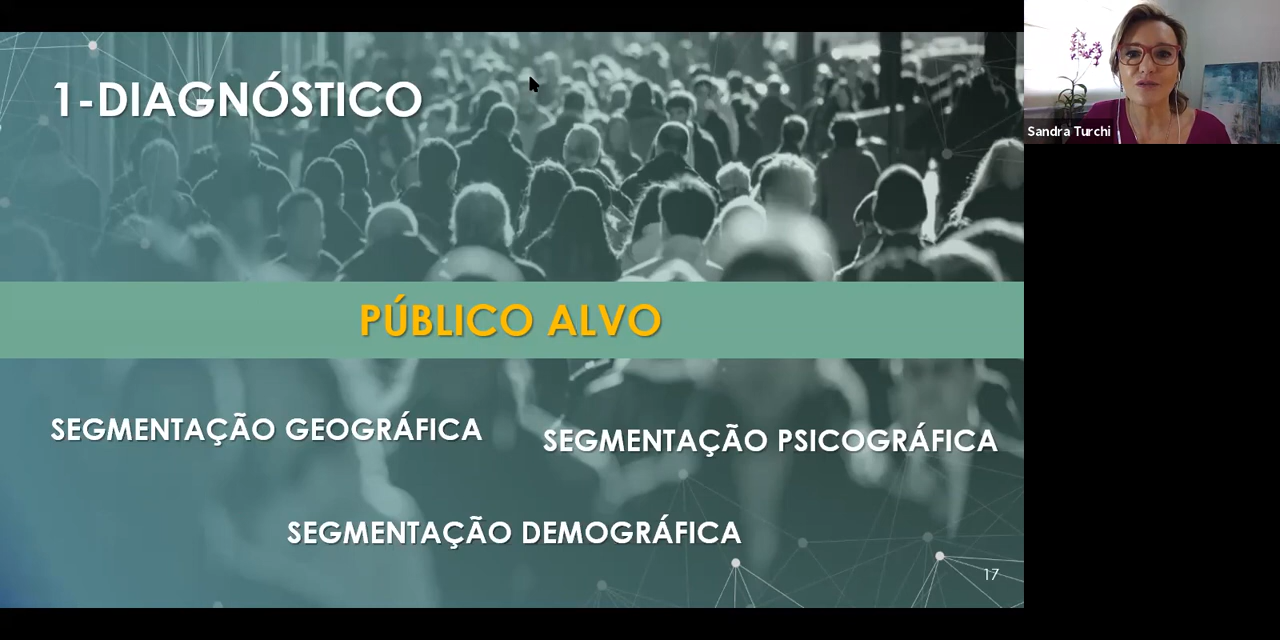 1-DIAGNÓSTICO
Sandra Turchi
PÚBLICO ALVO
SEGMENTAÇÃO GEOGRÁFICA
SEGMENTAÇÃO PSICOGRÁFICA
SEGMENTAÇÃO DEMOGRÁFICA
17